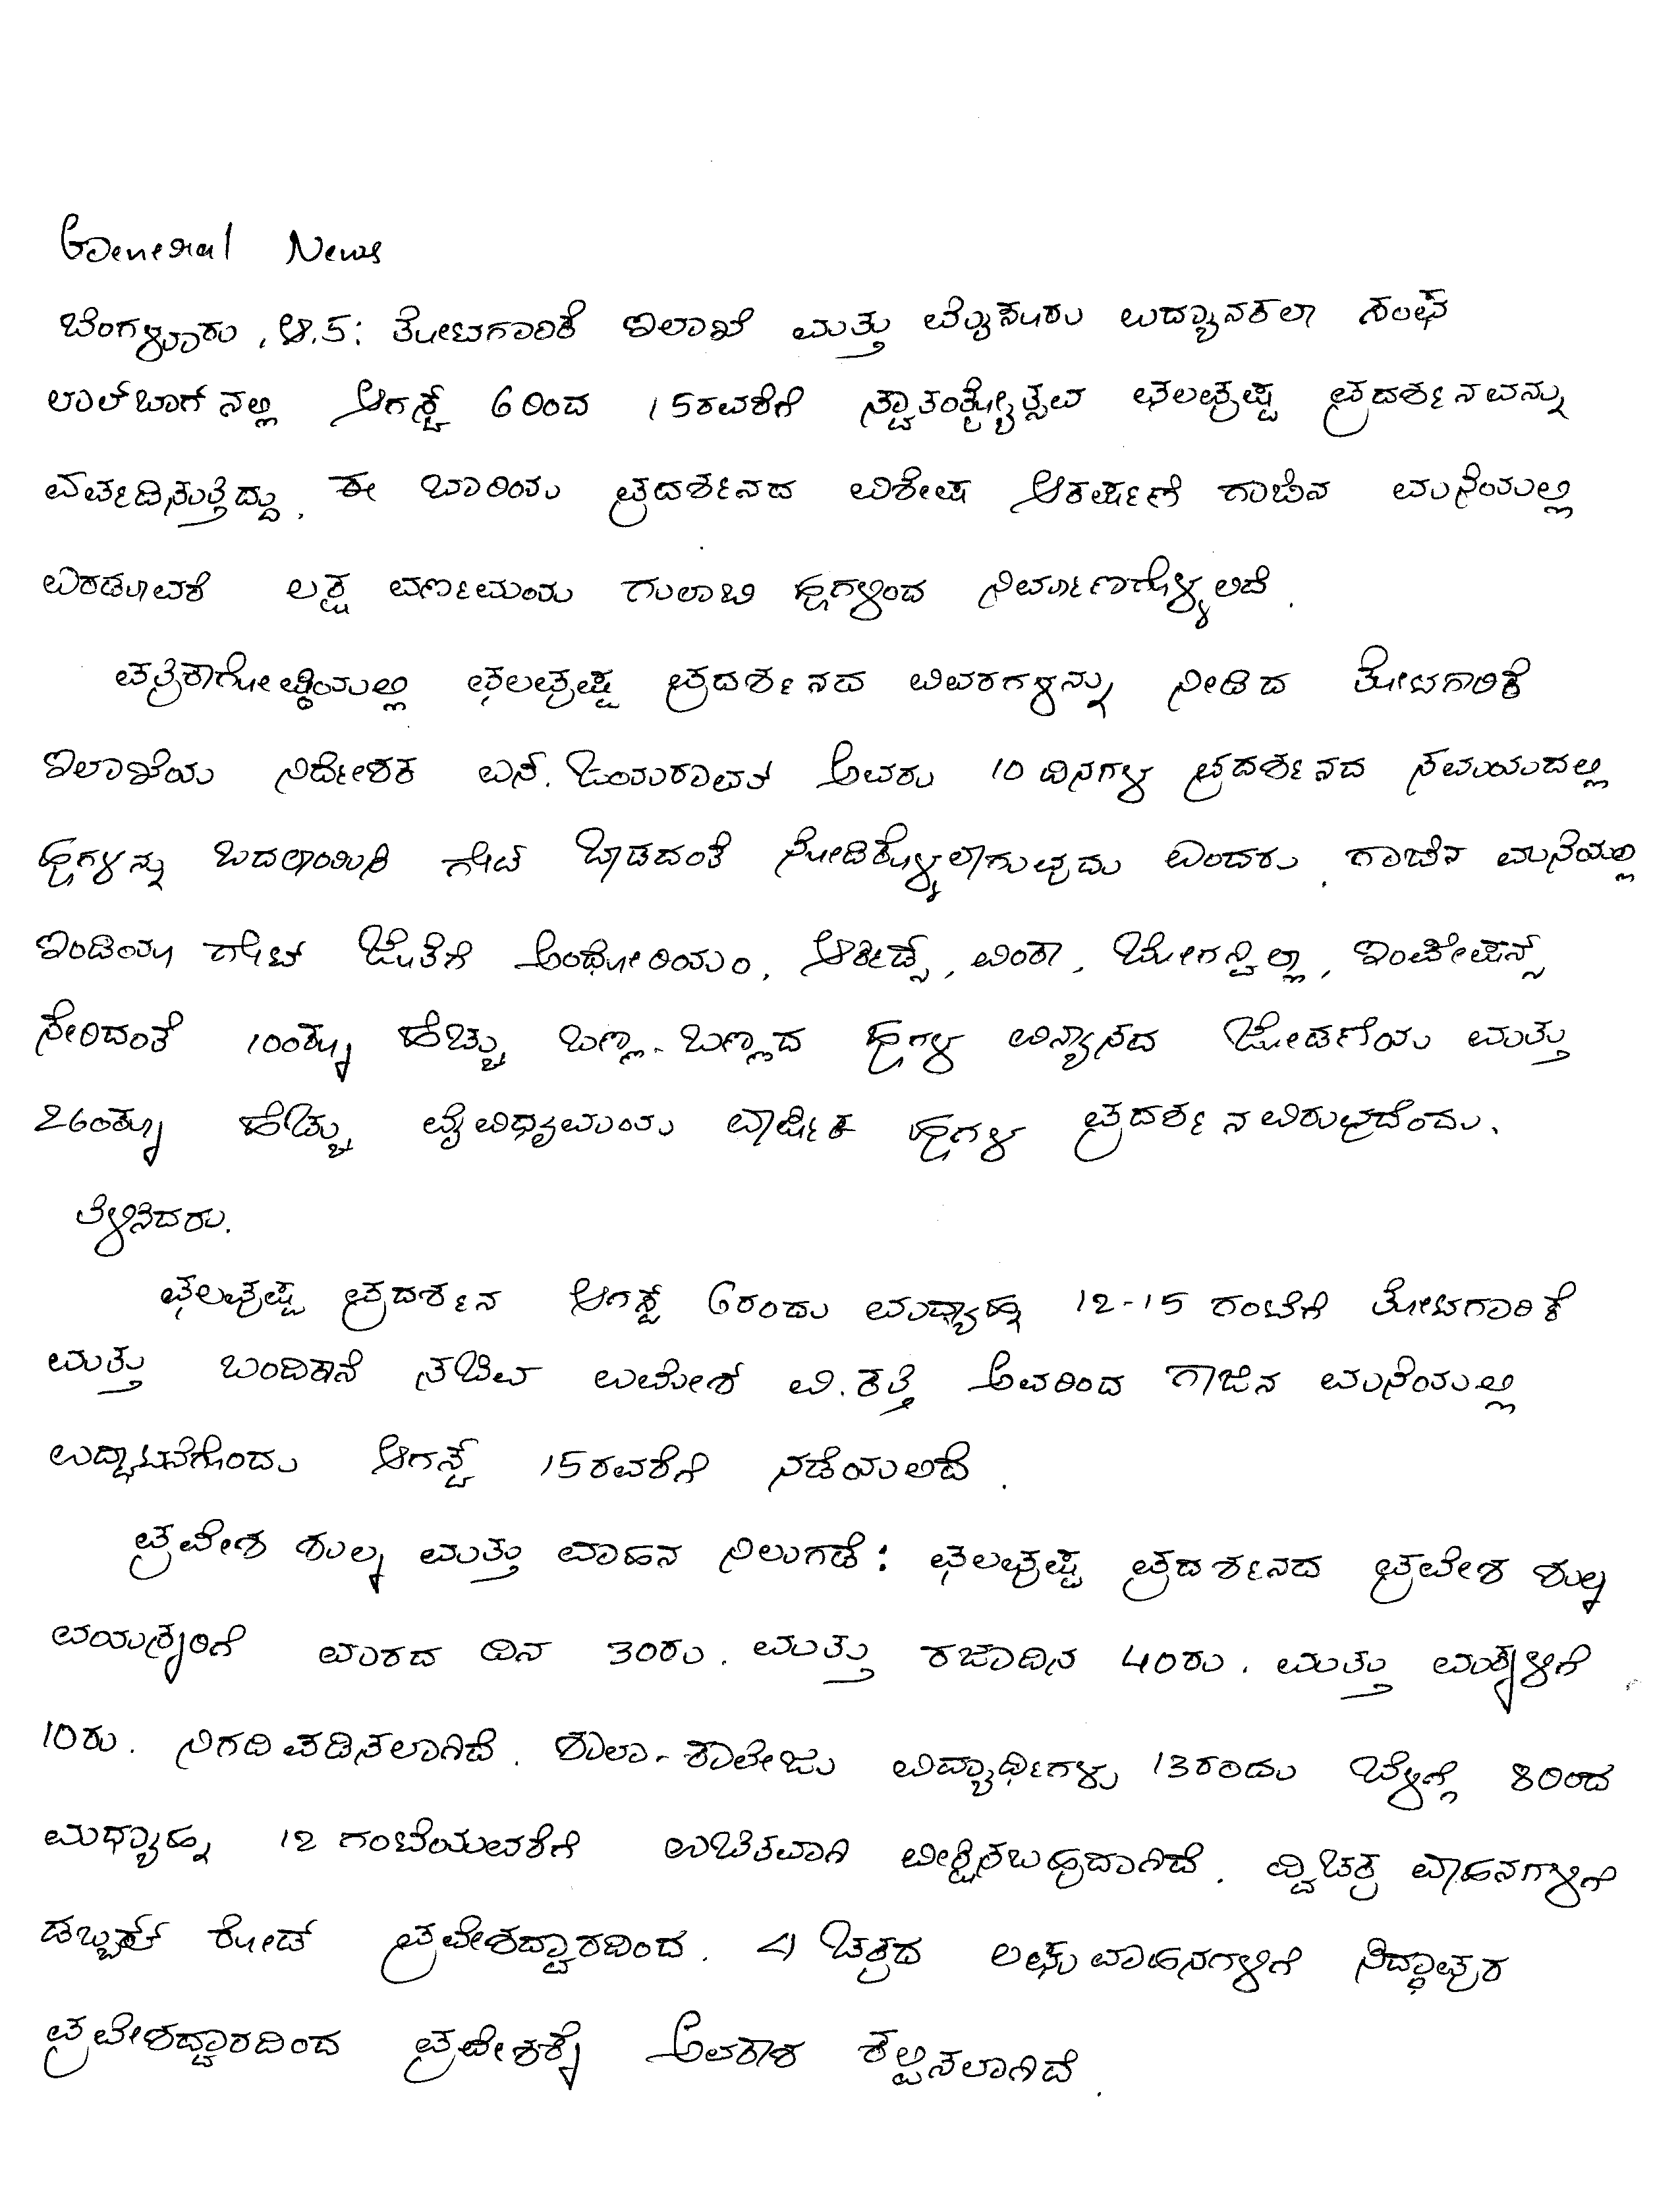 General News
ಬೆಂಗಳೂರು, ಆ.5: ತೋಟಗಾರಿಕೆ ಇಲಾಖೆ ಮತ್ತು ಮೈಸೂರು ಉದ್ಯಾನಕಲಾ ಸಂಘ
ಲಾಲ್‌ಬಾಗ್‌ನಲ್ಲಿ ಆಗಸ್ಟ್ 6ರಿಂದ 15ರವರೆಗೆ ಸ್ವಾತಂತ್ರ್ಯೋತ್ಸವ ಫಲಪುಷ್ಪ ಪ್ರದರ್ಶನವನ್ನು
ಏರ್ಪಡಿಸುತ್ತಿದ್ದು, ಈ ಬಾರಿಯ ಪ್ರದರ್ಶನದ ವಿಶೇಷ ಆಕರ್ಷಣೆ ಗಾಜಿನ ಮನೆಯಲ್ಲಿ
ಎರಡೂವರೆ ಲಕ್ಷ ವರ್ಣಮಯ ಗುಲಾಬಿ ಹೂಗಳಿಂದ ನಿರ್ಮಾಣಗೊಳ್ಳಲಿದೆ.
ಪತ್ರಿಕಾಗೋಷ್ಠಿಯಲ್ಲಿ ಫಲಪುಷ್ಪ ಪ್ರದರ್ಶನದ ವಿವರಗಳನ್ನು ನೀಡಿದ ತೋಟಗಾರಿಕೆ
ಇಲಾಖೆಯ ನಿರ್ದೇಶಕ ಎನ್. ಜಯರಾಮ್ ಅವರು 10 ದಿನಗಳ ಪ್ರದರ್ಶನದ ಸಮಯದಲ್ಲಿ
ಹೂಗಳನ್ನು ಬದಲಾಯಿಸಿ ಗೇಟ್ ಬಾಡದಂತೆ ನೋಡಿಕೊಳ್ಳಲಾಗುವುದು ಎಂದರು. ಗಾಜಿನ ಮನೆಯಲ್ಲಿ
ಇಂಡಿಯಾ ಗೇಟ್ ಜೊತೆಗೆ ಅಂಥೋರಿಯಂ, ಆರ್ಕಿಡ್ಸ್, ವಿಂಕಾ, ಬೋಗನ್ವಿಲ್ಲಾ, ಇಂಪೇಷನ್ಸ್
ಸೇರಿದಂತೆ 100ಕ್ಕೂ ಹೆಚ್ಚು ಬಣ್ಣ-ಬಣ್ಣದ ಹೂಗಳ ವಿನ್ಯಾಸದ ಜೋಡಣೆಯ ಮತ್ತು
260ಕ್ಕೂ ಹೆಚ್ಚು ವೈವಿಧ್ಯಮಯ ವಾರ್ಷಿಕ ಹೂಗಳ ಪ್ರದರ್ಶನವಿರುವುದೆಂದು.
ತಿಳಿಸಿದರು.
ಫಲಪುಷ್ಪ ಪ್ರದರ್ಶನ ಆಗಸ್ಟ್ 6ರಂದು ಮಧ್ಯಾಹ್ನ 12-15 ಗಂಟೆಗೆ ತೋಟಗಾರಿಕೆ
ಮತ್ತು ಬಂದಿಖಾನೆ ಸಚಿವ ಉಮೇಶ್ ವಿ.ಕತ್ತಿ ಅವರಿಂದ ಗಾಜಿನ ಮನೆಯಲ್ಲಿ
ಉದ್ಘಾಟನೆಗೊಂಡು ಆಗಸ್ಟ್ 15ರವರೆಗೆ ನಡೆಯಲಿದೆ.
ಪ್ರವೇಶ ಶುಲ್ಕ ಮತ್ತು ವಾಹನ ನಿಲುಗಡೆ: ಫಲಪುಷ್ಪ ಪ್ರದರ್ಶನದ ಪ್ರವೇಶ ಶುಲ್ಕ
ವಯಸ್ಕರಿಗೆ ವಾರದ ದಿನ 30ರು. ಮತ್ತು ರಜಾದಿನ 40ರು. ಮತ್ತು ಮಕ್ಕಳಿಗೆ
10ರು. ನಿಗದಿಪಡಿಸಲಾಗಿದೆ. ಶಾಲಾ-ಕಾಲೇಜು ವಿದ್ಯಾರ್ಥಿಗಳು 13ರಂದು ಬೆಳಿಗ್ಗೆ 8ರಿಂದ
ಮಧ್ಯಾಹ್ನ 12 ಗಂಟೆಯವರೆಗೆ ಉಚಿತವಾಗಿ ವೀಕ್ಷಿಸಬಹುದಾಗಿದೆ. ದ್ವಿಚಕ್ರ ವಾಹನಗಳಿಗೆ
ಡಬ್ಬಲ್ ರೋಡ್ ಪ್ರವೇಶದ್ವಾರದಿಂದ. 4 ಚಕ್ರದ ಲಘು ವಾಹನಗಳಿಗೆ ಸಿದ್ದಾಪುರ
ಪ್ರವೇಶದ್ವಾರದಿಂದ ಪ್ರವೇಶಕ್ಕೆ ಅವಕಾಶ ಕಲ್ಪಿಸಲಾಗಿದೆ.